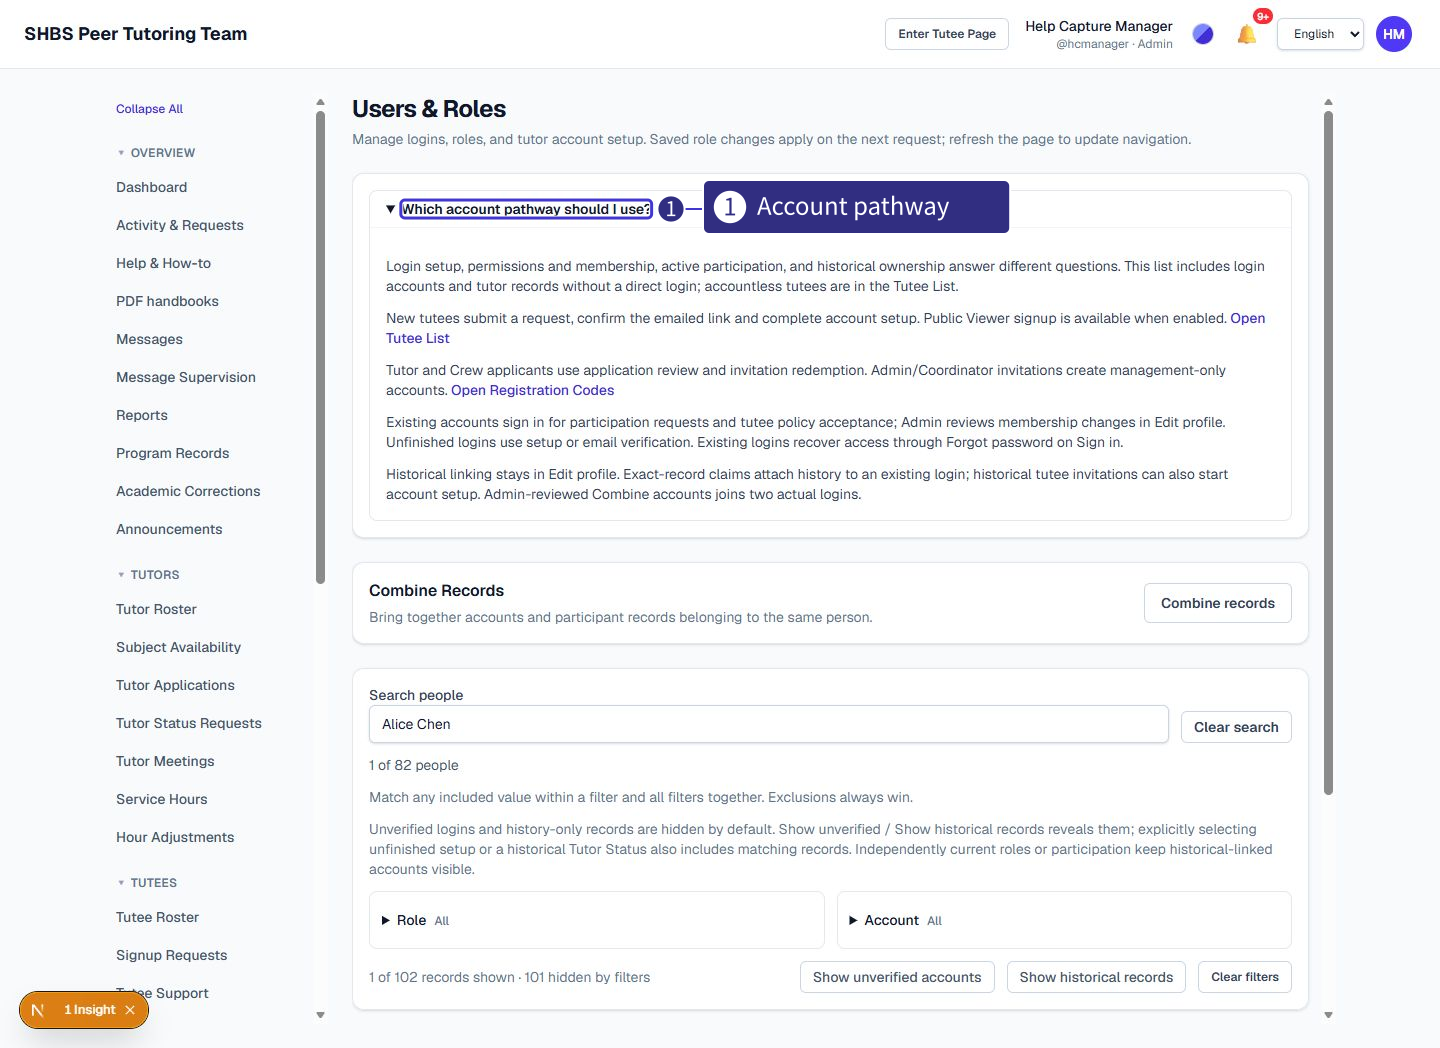 SHBS Peer Tutoring Team
Enter Tutee Page
Help Capture Manager
@hcmanager · Admin
9+
English
HM
Collapse All
OVERVIEW
Dashboard
Activity & Requests
Help & How-to
PDF handbooks
Messages
Message Supervision
Reports
Program Records
Academic Corrections
Announcements
TUTORS
Tutor Roster
Subject Availability
Tutor Applications
Tutor Status Requests
Tutor Meetings
Service Hours
Hour Adjustments
TUTEES
Tutee Roster
Signup Requests
Tutee Support
N 1 Insight ×
Users & Roles
Manage logins, roles, and tutor account setup. Saved role changes apply on the next request; refresh the page to update navigation.
Which account pathway should I use?
1
1 Account pathway
Login setup, permissions and membership, active participation, and historical ownership answer different questions. This list includes login
accounts and tutor records without a direct login; accountless tutees are in the Tutee List.
New tutees submit a request, confirm the emailed link and complete account setup. Public Viewer signup is available when enabled. Open
Tutee List
Tutor and Crew applicants use application review and invitation redemption. Admin/Coordinator invitations create management-only
accounts. Open Registration Codes
Existing accounts sign in for participation requests and tutee policy acceptance; Admin reviews membership changes in Edit profile.
Unfinished logins use setup or email verification. Existing logins recover access through Forgot password on Sign in.
Historical linking stays in Edit profile. Exact-record claims attach history to an existing login; historical tutee invitations can also start
account setup. Admin-reviewed Combine accounts joins two actual logins.
Combine Records
Bring together accounts and participant records belonging to the same person.
Combine records
Search people
Alice Chen
Clear search
1 of 82 people
Match any included value within a filter and all filters together. Exclusions always win.
Unverified logins and history-only records are hidden by default. Show unverified / Show historical records reveals them; explicitly selecting
unfinished setup or a historical Tutor Status also includes matching records. Independently current roles or participation keep historical-linked
accounts visible.
Role All
Account All
1 of 102 records shown · 101 hidden by filters
Show unverified accounts
Show historical records
Clear filters